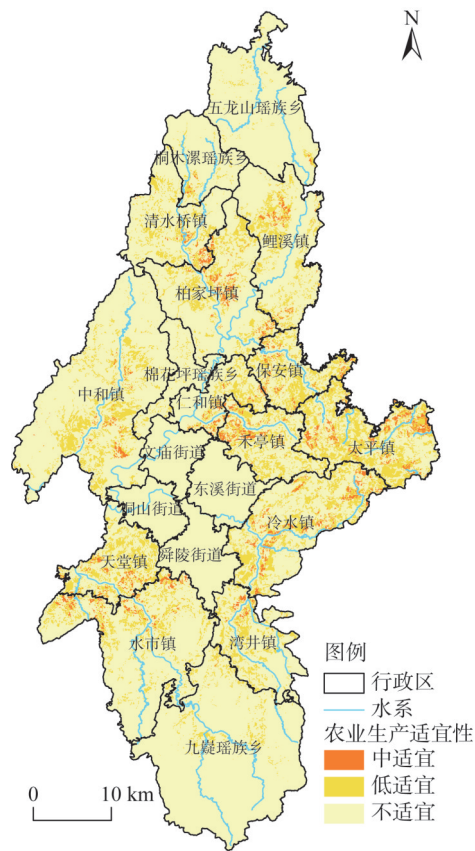 N
五龙山瑶族乡
桐木漯瑶族乡
清水桥镇
鲤溪镇
柏家坪镇
棉花坪瑶族乡
保安镇
中和镇
仁和镇
禾亭镇
太平镇
文庙街道
东溪街道
桐山街道
冷水镇
天堂镇
舜陵街道
水市镇
湾井镇
九嶷瑶族乡
图例
行政区
水系
农业生产适宜性
中适宜
低适宜
不适宜
0 10 km